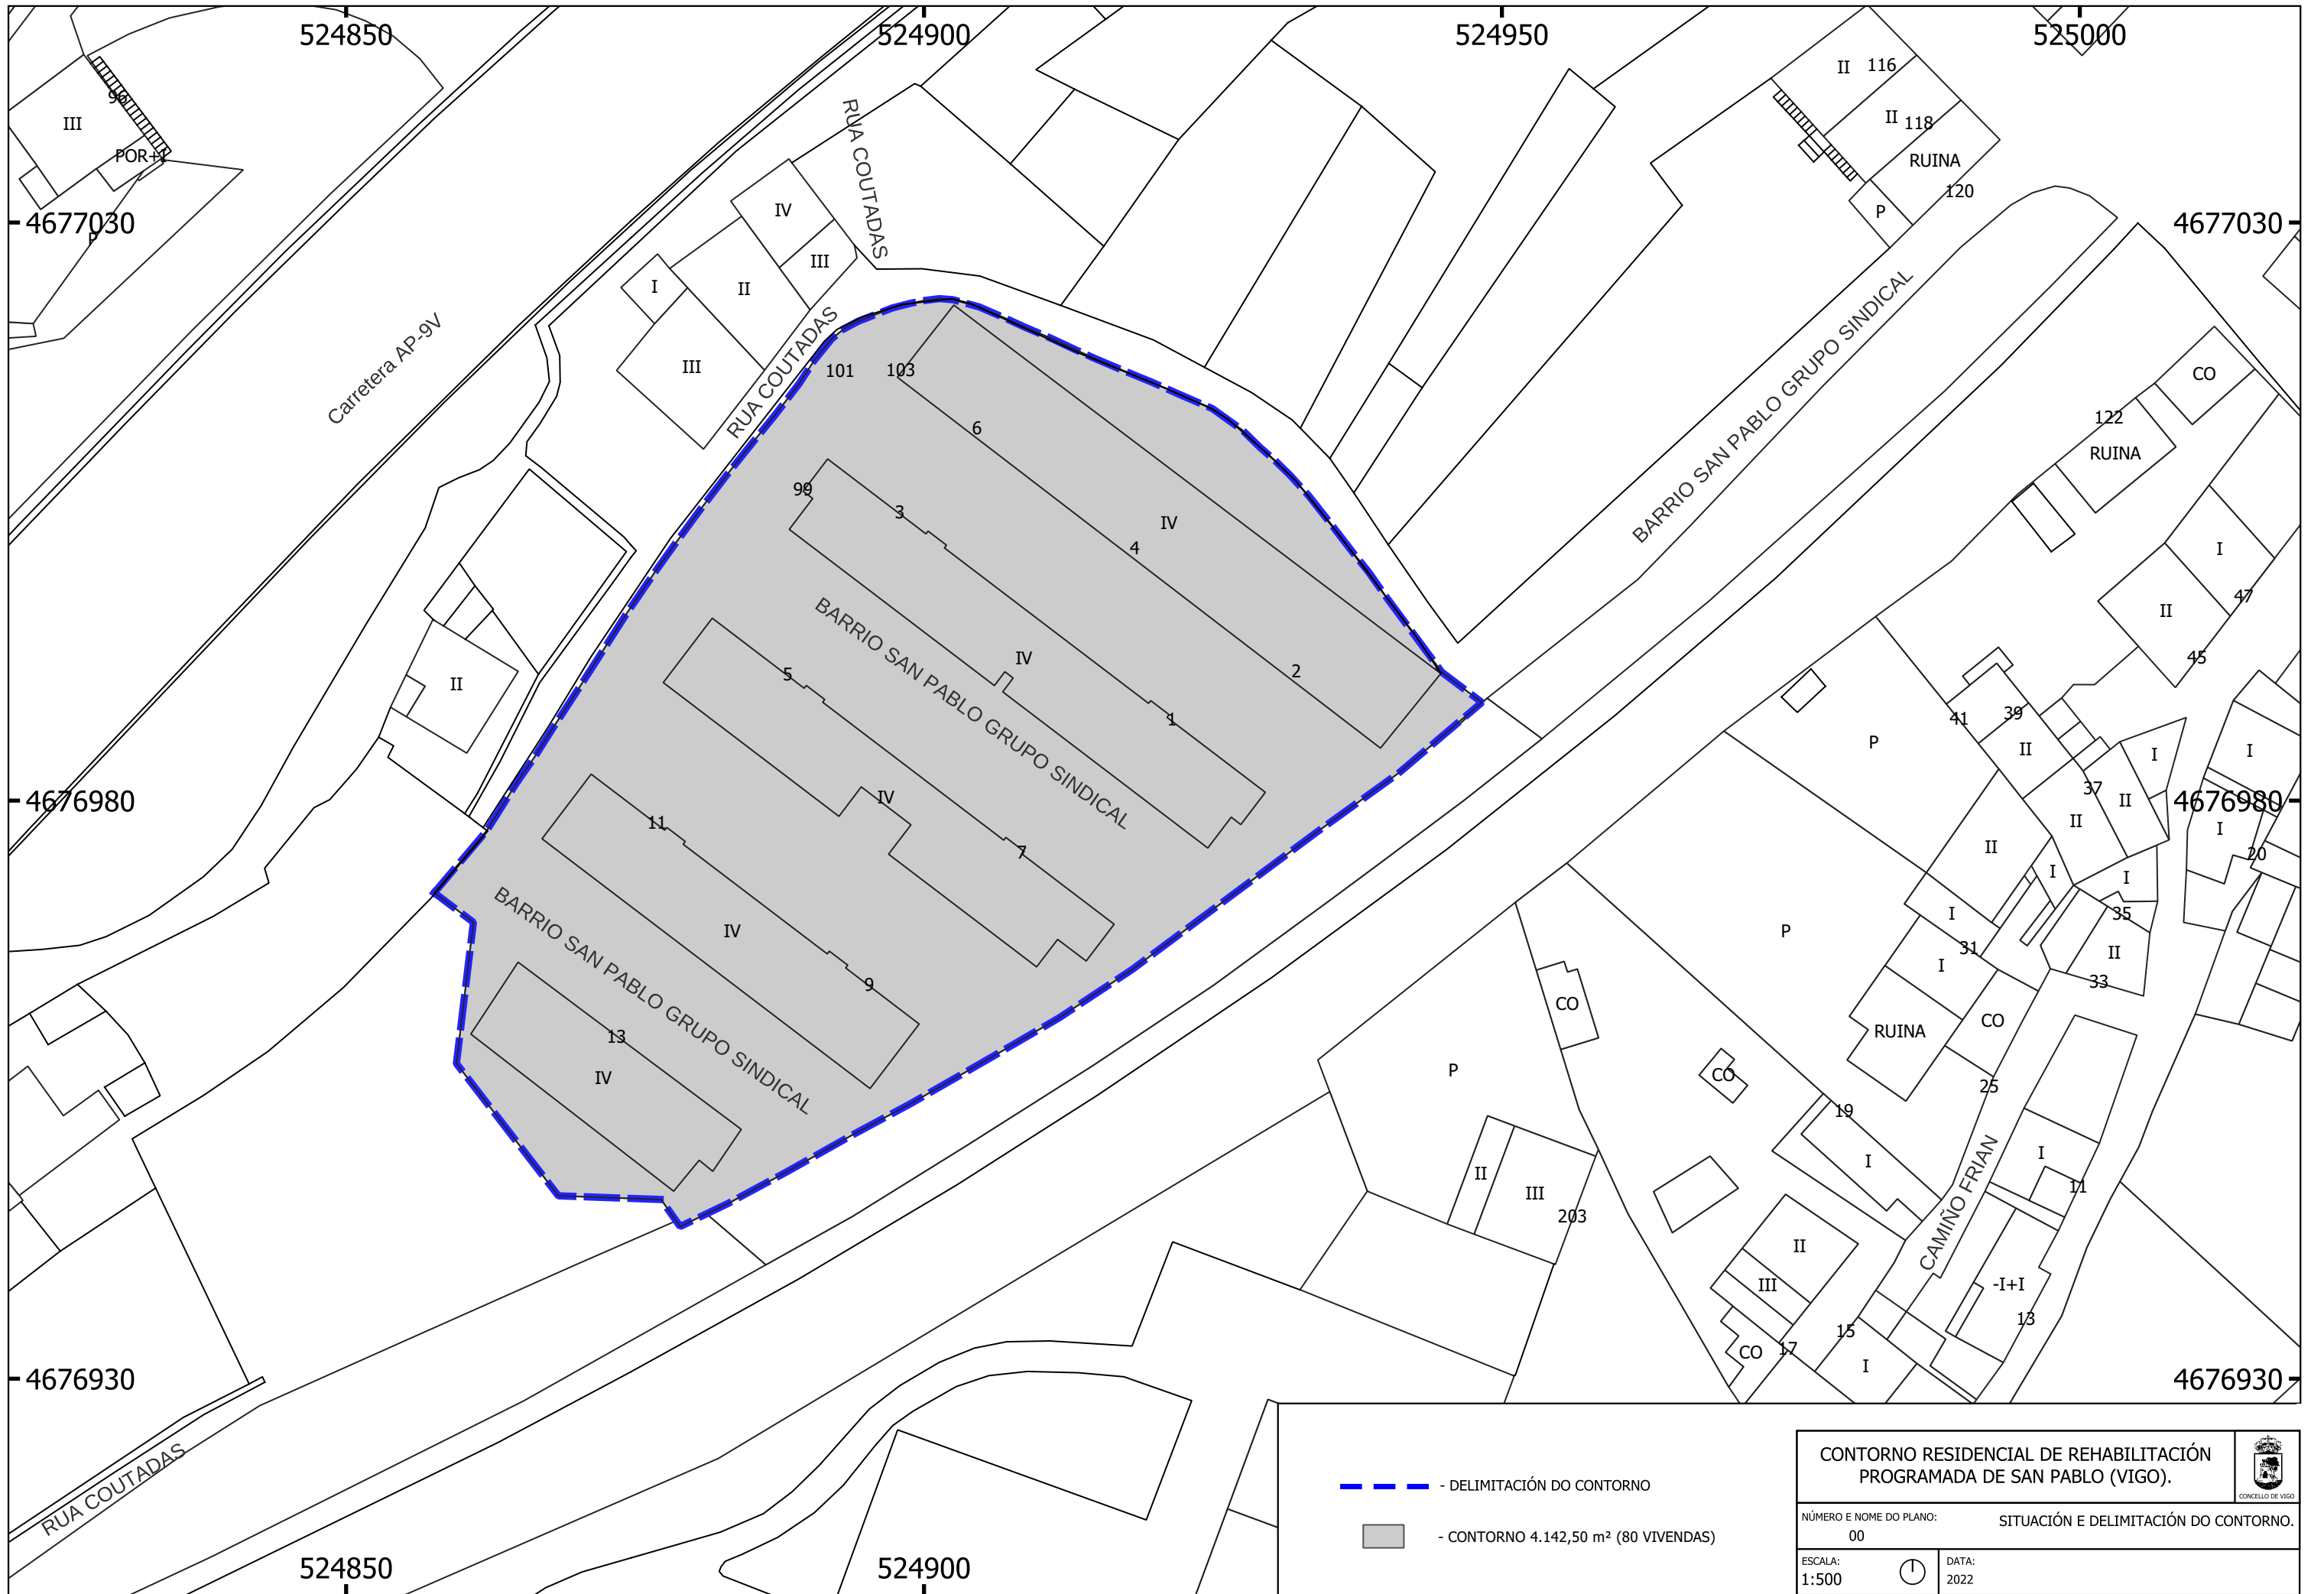 524850
524900
524950
525000
96
III
POR+I
P
4677030
4677030
Carretera AP-9V
RUA COUTADAS
IV
III
II
I
III
RUA COUTADAS
II
116
II
118
RUINA
120
P
BARRIO SAN PABLO GRUPO SINDICAL
CO
122
RUINA
I
47
II
45
101
103
6
IV
4
2
99
3
IV
1
BARRIO SAN PABLO GRUPO SINDICAL
5
IV
7
II
11
IV
9
BARRIO SAN PABLO GRUPO SINDICAL
13
IV
4676980
4676980
P
41
39
II
37
II
I
II
I
I
20
II
I
I
35
I
31
I
II
33
P
CO
RUINA
CO
25
P
CO
19
I
II
III
203
CAMIÑO FRIAN
I
11
II
III
-I+I
13
15
17
CO
I
4676930
4676930
RUA COUTADAS
524850
524900
- DELIMITACIÓN DO CONTORNO
- CONTORNO 4.142,50 m² (80 VIVENDAS)
CONTORNO RESIDENCIAL DE REHABILITACIÓN
PROGRAMADA DE SAN PABLO (VIGO).
CONCELLO DE VIGO
NÚMERO E NOME DO PLANO:
00
SITUACIÓN E DELIMITACIÓN DO CONTORNO.
ESCALA:
1:500
DATA:
2022